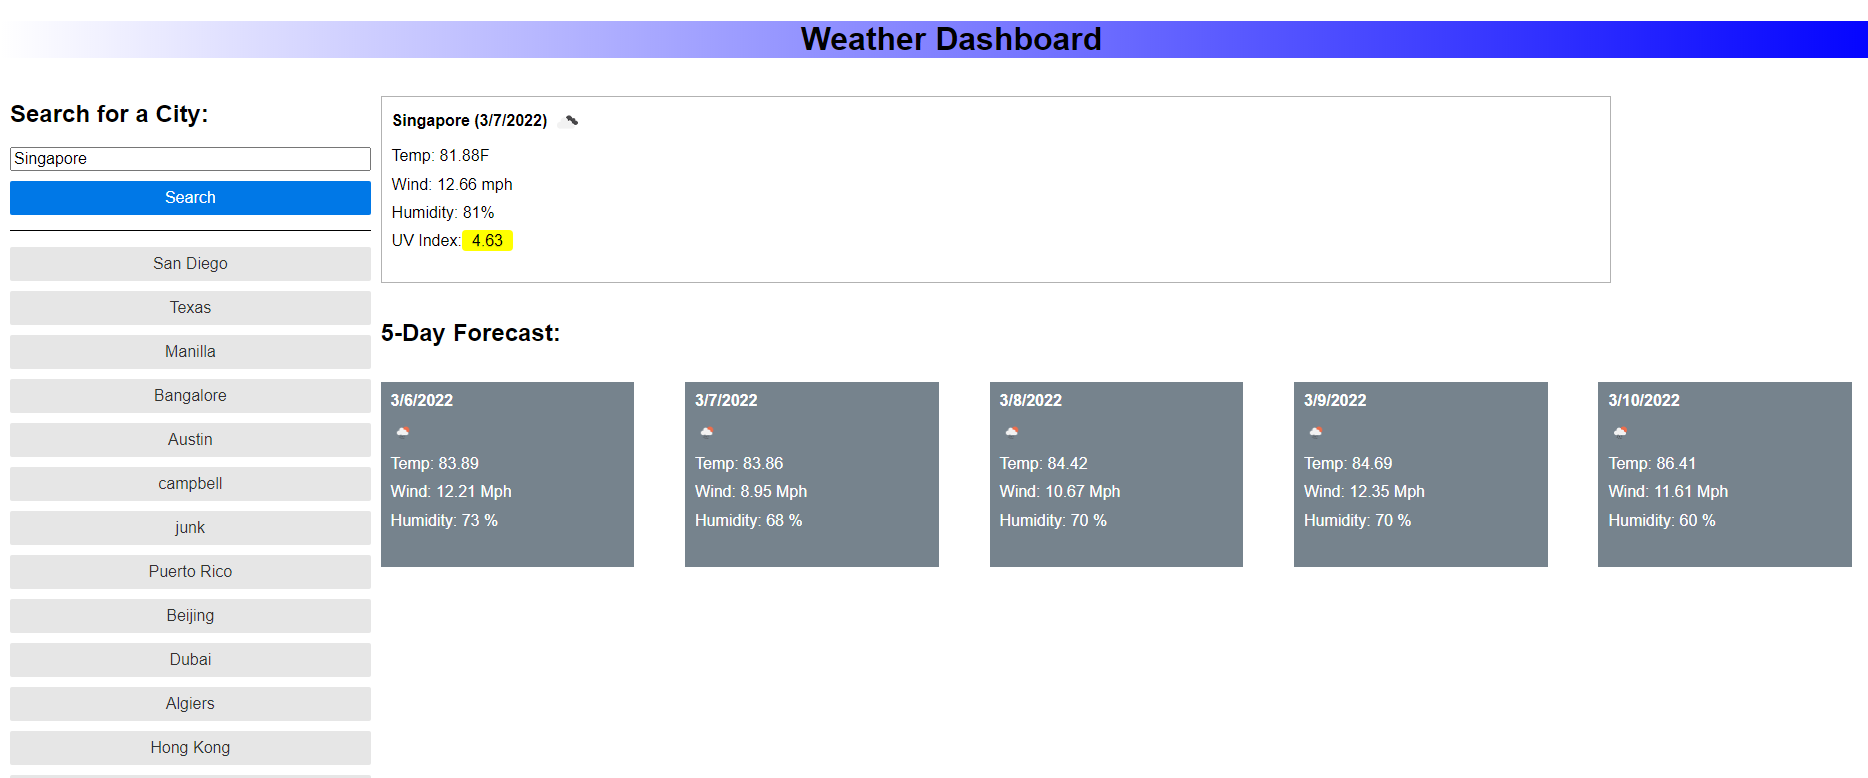 Weather Dashboard
Search for a City:
Singapore
Search
San Diego
Texas
Manilla
Bangalore
Austin
campbell
junk
Puerto Rico
Beijing
Dubai
Algiers
Hong Kong
Singapore (3/7/2022)
Temp: 81.88F
Wind: 12.66 mph
Humidity: 81%
UV Index: 4.63
5-Day Forecast:
3/6/2022
Temp: 83.89
Wind: 12.21 Mph
Humidity: 73 %
3/7/2022
Temp: 83.86
Wind: 8.95 Mph
Humidity: 68 %
3/8/2022
Temp: 84.42
Wind: 10.67 Mph
Humidity: 70 %
3/9/2022
Temp: 84.69
Wind: 12.35 Mph
Humidity: 70 %
3/10/2022
Temp: 86.41
Wind: 11.61 Mph
Humidity: 60 %